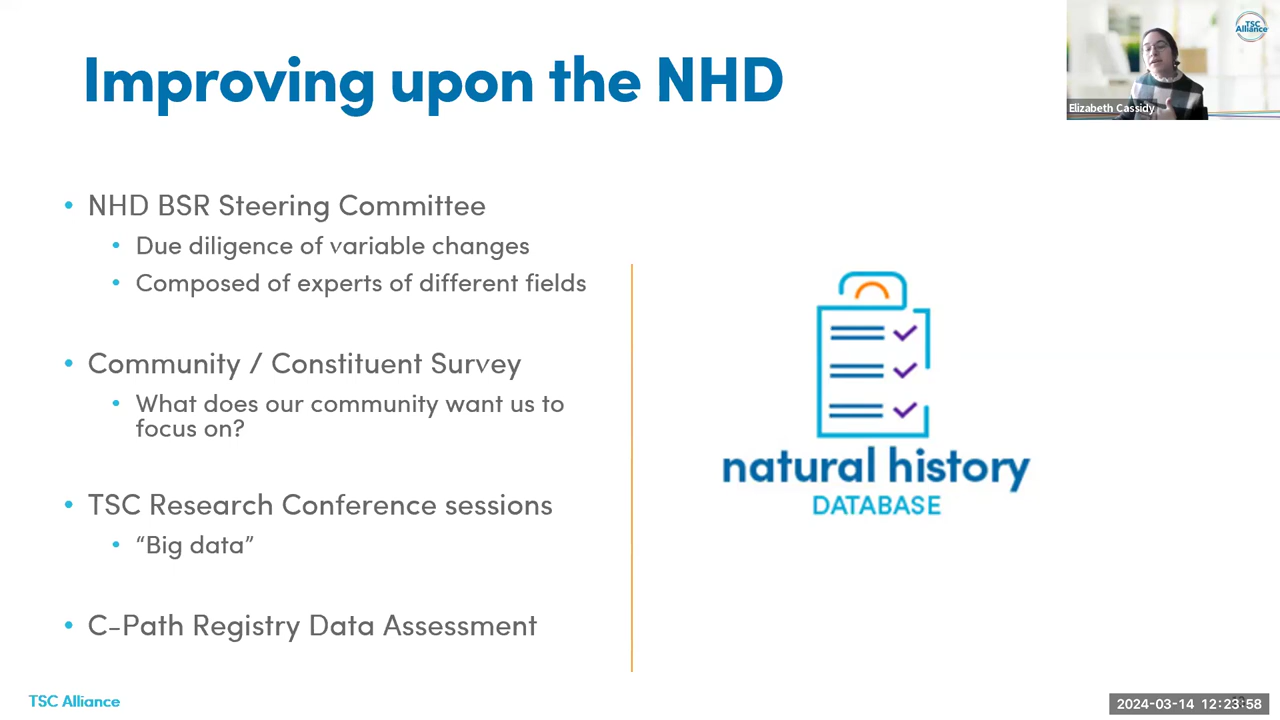 Improving upon the NHD
TSC
Alliance
Elizabeth Cassidy
• NHD BSR Steering Committee
• Due diligence of variable changes
• Composed of experts of different fields
• Community / Constituent Survey
• What does our community want us to
focus on?
• TSC Research Conference sessions
• “Big data”
• C-Path Registry Data Assessment
natural history
DATABASE
TSC Alliance
2024-03-14 12:23:58